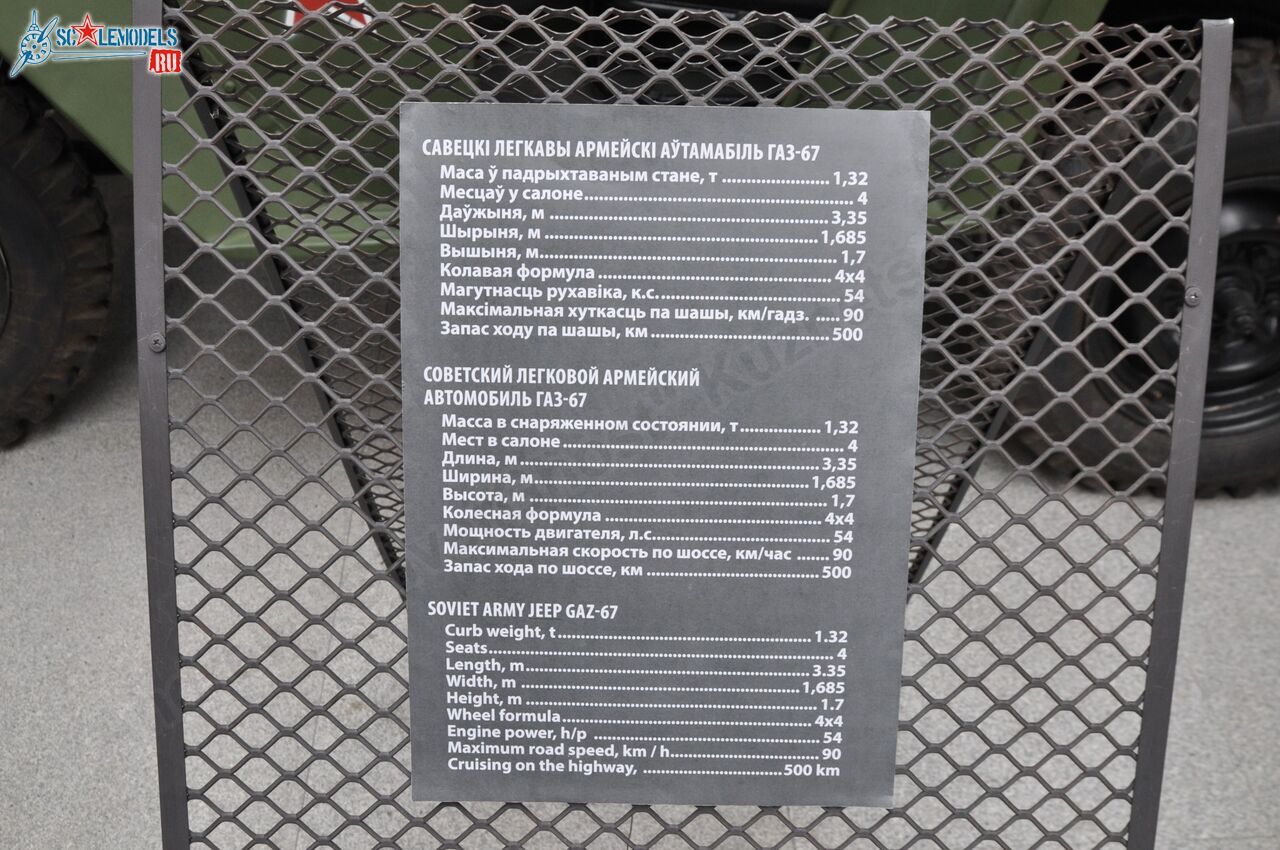 SCALEMODELS
.RU
САВЕЦКІ ЛЕГКАВЫ АРМЕЙСКІ АЎТАМАБІЛЬ ГАЗ-67
Маса ў падрыхтаваным стане, т ...................... 1,32
Месцаў у салоне........................................................ 4
Даўжыня, м ......................................................... 3,35
Шырыня, м ........................................................ 1,685
Вышыня, м............................................................. 1,7
Колавая формула ................................................ 4x4
Магутнасць рухавіка, к.с..................................... 54
Максімальная хуткасць па шашы, км/гадз. ..... 90
Запас ходу па шашы, км ..................................... 500
СОВЕТСКИЙ ЛЕГКОВОЙ АРМЕЙСКИЙ
АВТОМОБИЛЬ ГАЗ-67
Масса в снаряженном состоянии, т................. 1,32
Мест в салоне .......................................................... 4
Длина, м ............................................................. 3,35
Ширина, м......................................................... 1,685
Высота, м .............................................................. 1,7
Колесная формула ............................................. 4x4
Мощность двигателя, л.с.................................... 54
Максимальная скорость по шоссе, км/час ....... 90
Запас хода по шоссе, км ................................... 500
SOVIET ARMY JEEP GAZ-67
Curb weight, t.................................................... 1.32
Seats....................................................................... 4
Length, m........................................................... 3.35
Width, m .......................................................... 1,685
Height, m ............................................................ 1.7
Wheel formula................................................... 4x4
Engine power, h/p .............................................. 54
Maximum road speed, km / h............................... 90
Cruising on the highway, .............................500 km